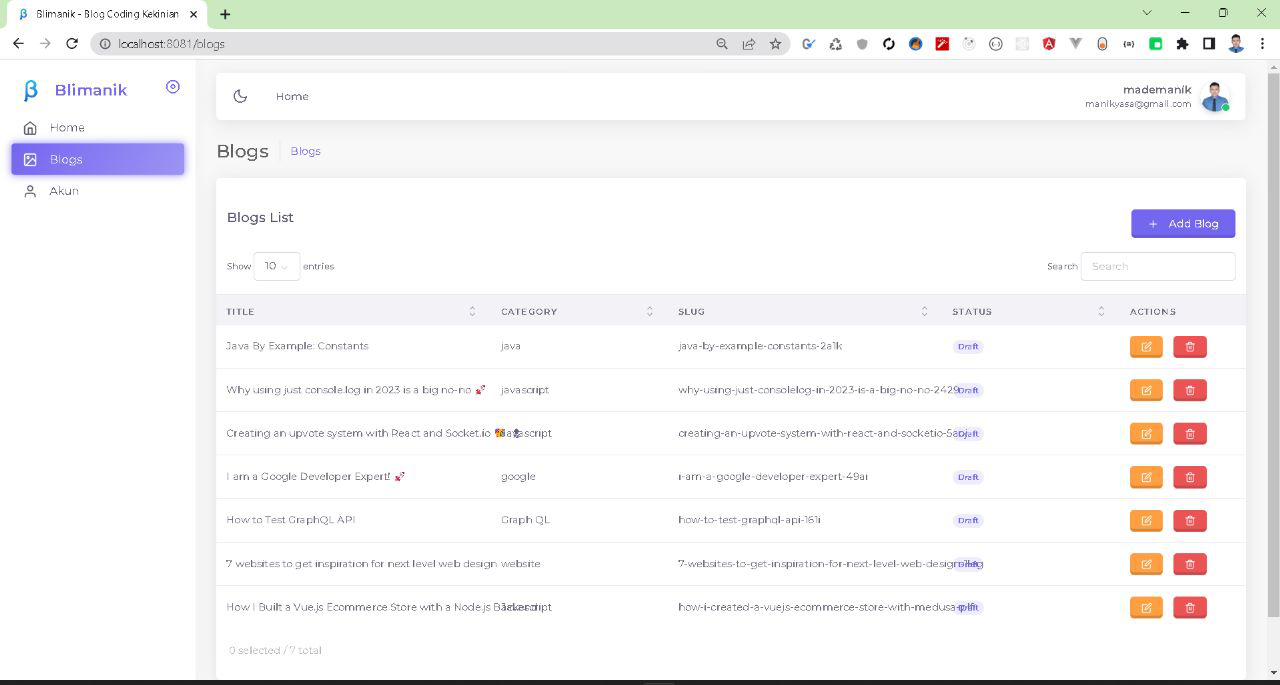 Blimanik - Blog Coding Kekinian
localhost:8081/blogs
Blimanik
Home
Blogs
Akun
Home
mademanik
manikyasa@gmail.com
Blogs
Blogs
Blogs List
Add Blog
Show 10 entries
Search Search
TITLE CATEGORY SLUG STATUS ACTIONS
Java By Example: Constants java java-by-example-constants-2a1k Draft
Why using just console.log in 2023 is a big no-no 🚀 javascript why-using-just-consolelog-in-2023-is-a-big-no-no-2429 Draft
Creating an upvote system with React and Socket.io Javascript creating-an-upvote-system-with-react-and-socketio Draft
I am a Google Developer Expert! 🚀 google i-am-a-google-developer-expert-49ai Draft
How to Test GraphQL API Graph QL how-to-test-graphql-api-161i Draft
7 websites to get inspiration for next level web design website 7-websites-to-get-inspiration-for-next-level-web-design Draft
How I Built a Vue.js Ecommerce Store with a Node.js Backend Javascript how-i-created-a-vuejs-ecommerce-store-with-medusa Draft
0 selected / 7 total